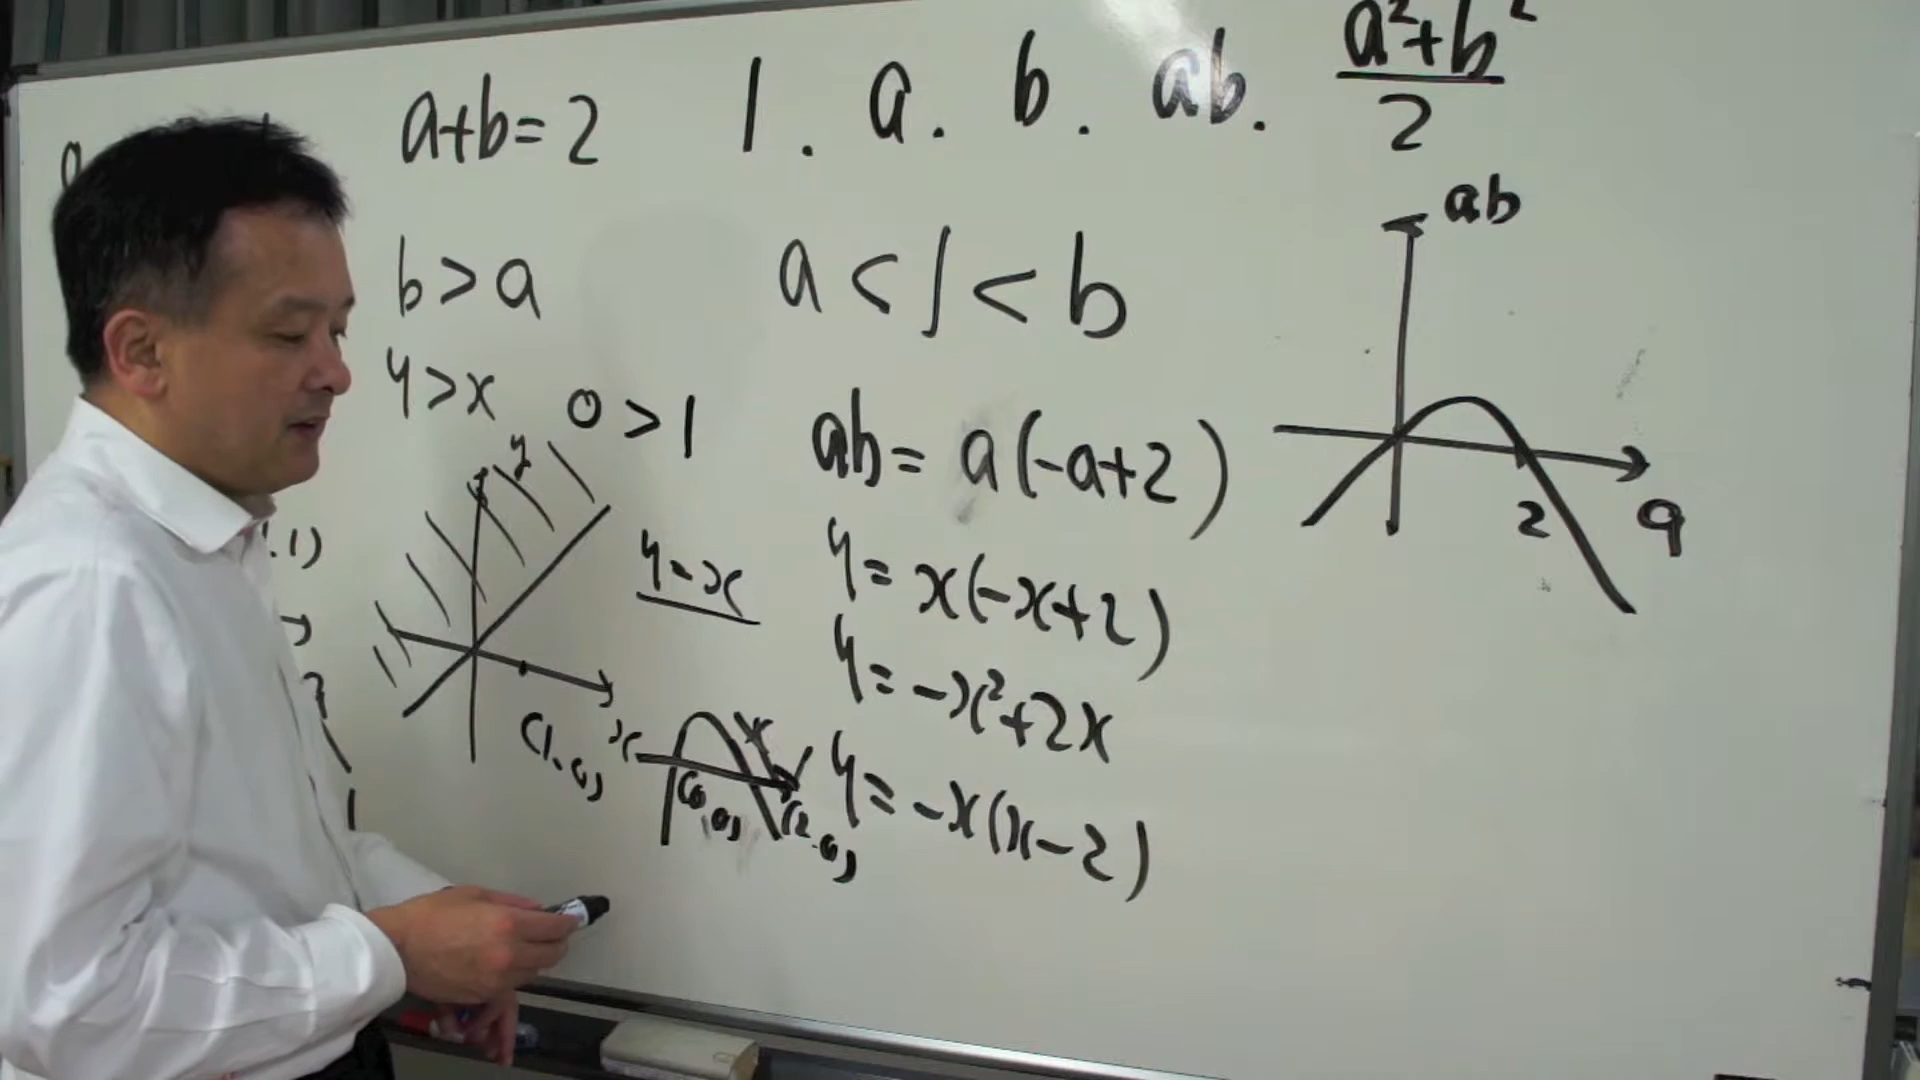 a+b=2   1. a. b. ab. (a²+b²)/2
b>a   a<1<b
y>x   0>1
ab=a(-a+2)
y=x(-x+2)
y=-x²+2x
y=-x(x-2)
y
y=x
x
(1.0)
(0.0)
(2.0)
x
ab
2
a
.1)